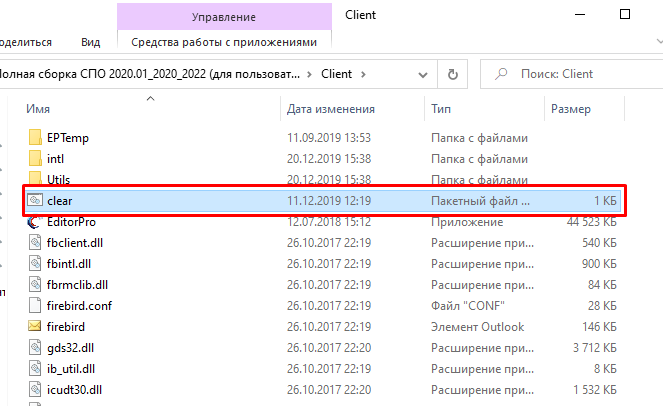 Управление Client
оделиться Вид Средства работы с приложениями
олная сборка СПО 2020.01_2020_2022 (для пользоват... Client Поиск: Client
Имя Дата изменения Тип Размер
EPTemp 11.09.2019 13:53 Папка с файлами
intl 20.12.2019 15:38 Папка с файлами
Utils 20.12.2019 15:38 Папка с файлами
clear 11.12.2019 12:19 Пакетный файл ... 1 КБ
EditorPro 12.07.2018 15:12 Приложение 44 523 КБ
fbclient.dll 26.10.2017 22:19 Расширение при... 540 КБ
fbintl.dll 26.10.2017 22:19 Расширение при... 900 КБ
fbrmclib.dll 26.10.2017 22:19 Расширение при... 84 КБ
firebird.conf 26.10.2017 22:19 Файл "CONF" 28 КБ
firebird 26.10.2017 22:19 Элемент Outlook 146 КБ
gds32.dll 26.10.2017 22:20 Расширение при... 3 712 КБ
ib_util.dll 26.10.2017 22:19 Расширение при... 8 КБ
icudt30.dll 26.10.2017 22:20 Расширение при... 1 532 КБ